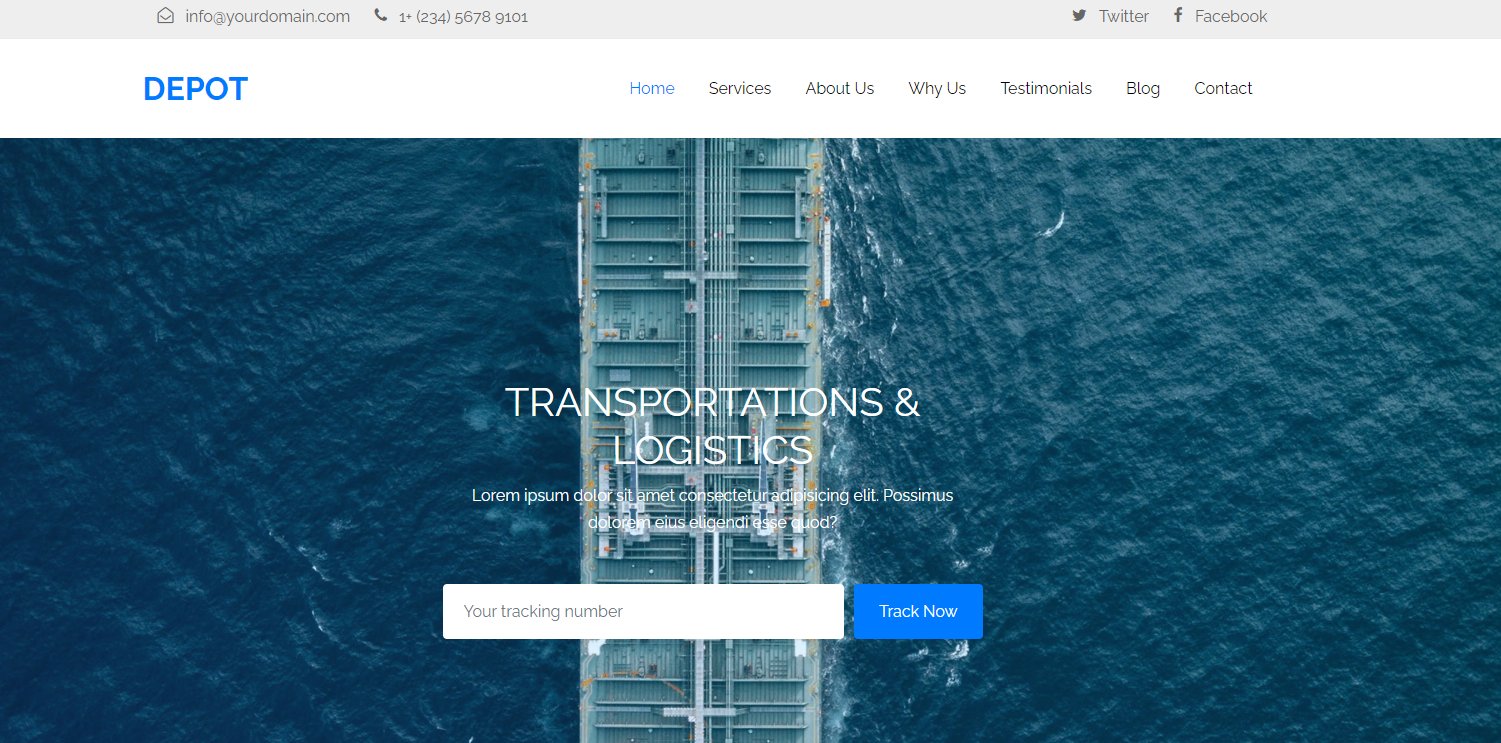 info@yourdomain.com 1+ (234) 5678 9101 Twitter Facebook
DEPOT Home Services About Us Why Us Testimonials Blog Contact
TRANSPORTATIONS &
LOGISTICS
Lorem ipsum dolor sit amet consectetur adipisicing elit. Possimus
dolorem eius eligendi esse quod?
Your tracking number Track Now